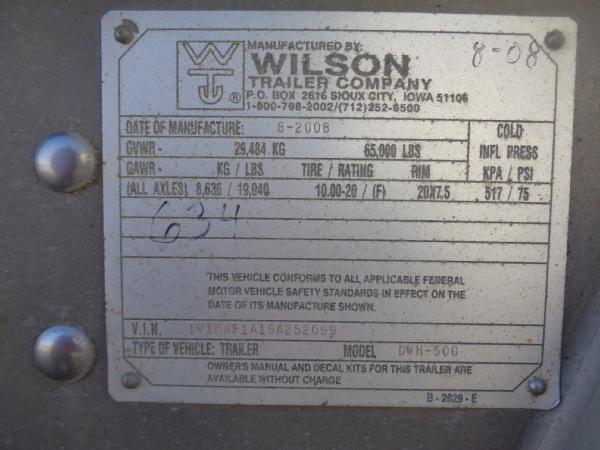 MANUFACTURED BY:
8-08
WILSON
TRAILER COMPANY
P.O. BOX 2616 SIOUX CITY, IOWA 51106
1-800-798-2002/(712)252-6500
DATE OF MANUFACTURE: 8-2008 COLD
GVWR- 29,484 KG 65,000 LBS INFL PRESS
GAWR- KG / LBS TIRE / RATING RIM KPA / PSI
(ALL AXLES) 8,636 / 19,040 10.00-20 / (F) 20X7.5 517 / 75
634
THIS VEHICLE CONFORMS TO ALL APPLICABLE FEDERAL
MOTOR VEHICLE SAFETY STANDARDS IN EFFECT ON THE
DATE OF ITS MANUFACTURE SHOWN.
V.I.N. 1W1MAF1A19A252099
TYPE OF VEHICLE: TRAILER MODEL DWH-500
OWNER'S MANUAL AND DECAL KITS FOR THIS TRAILER ARE
AVAILABLE WITHOUT CHARGE
B-2629-E